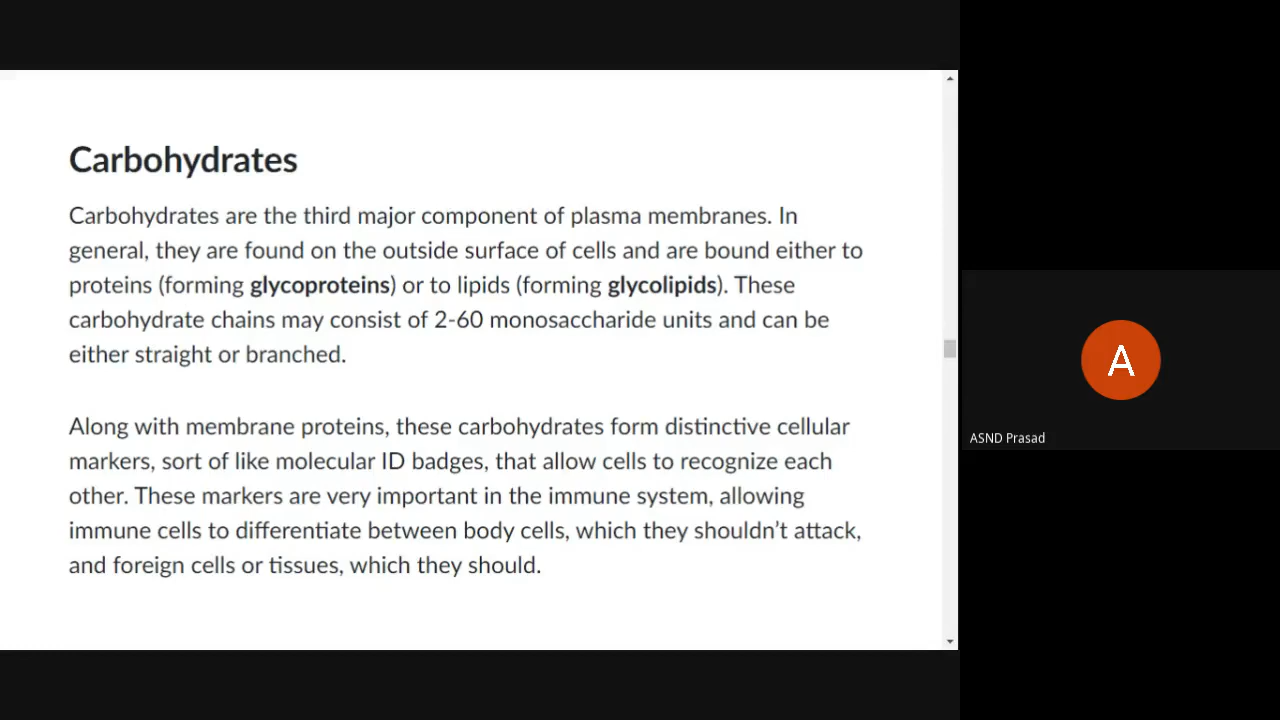 Carbohydrates
Carbohydrates are the third major component of plasma membranes. In
general, they are found on the outside surface of cells and are bound either to
proteins (forming glycoproteins) or to lipids (forming glycolipids). These
carbohydrate chains may consist of 2-60 monosaccharide units and can be
either straight or branched.
Along with membrane proteins, these carbohydrates form distinctive cellular
markers, sort of like molecular ID badges, that allow cells to recognize each
other. These markers are very important in the immune system, allowing
immune cells to differentiate between body cells, which they shouldn’t attack,
and foreign cells or tissues, which they should.
A
ASND Prasad